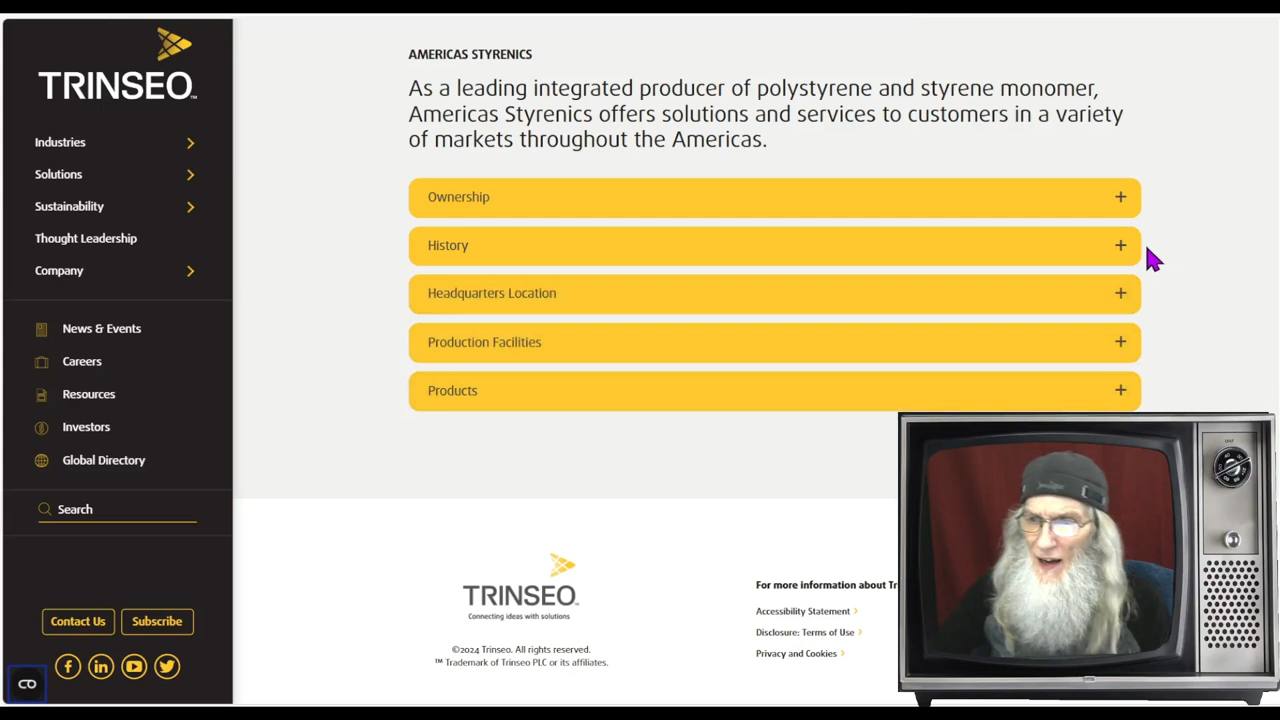 TRINSEO™
Industries
Solutions
Sustainability
Thought Leadership
Company
News & Events
Careers
Resources
Investors
Global Directory
Search
Contact Us
Subscribe
AMERICAS STYRENICS
As a leading integrated producer of polystyrene and styrene monomer,
Americas Styrenics offers solutions and services to customers in a variety
of markets throughout the Americas.
Ownership
History
Headquarters Location
Production Facilities
Products
TRINSEO™
Connecting ideas with solutions
©2024 Trinseo. All rights reserved.
™ Trademark of Trinseo PLC or its affiliates.
For more information about Tr
Accessibility Statement
Disclosure: Terms of Use
Privacy and Cookies